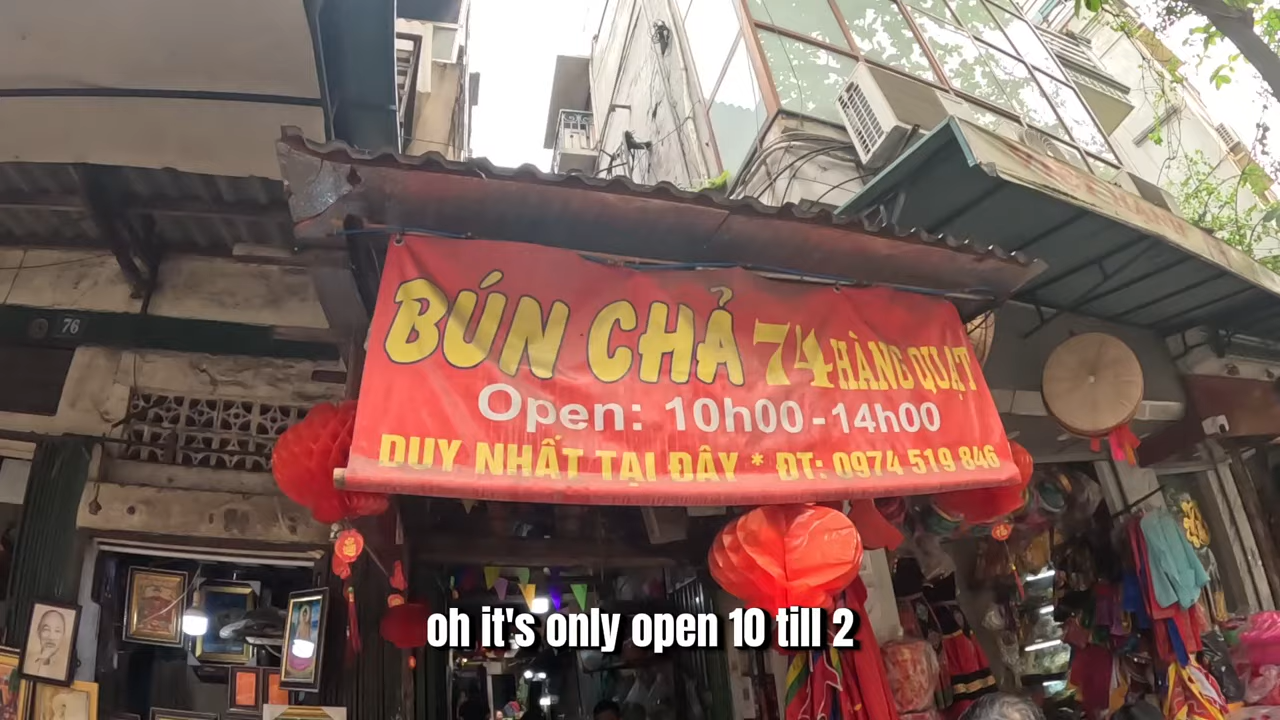 BÚN CHẢ 74 HÀNG QUẠT
Open: 10h00-14h00
DUY NHẤT TẠI ĐÂY * ĐT: 0974 519 846
76
oh it's only open 10 till 2